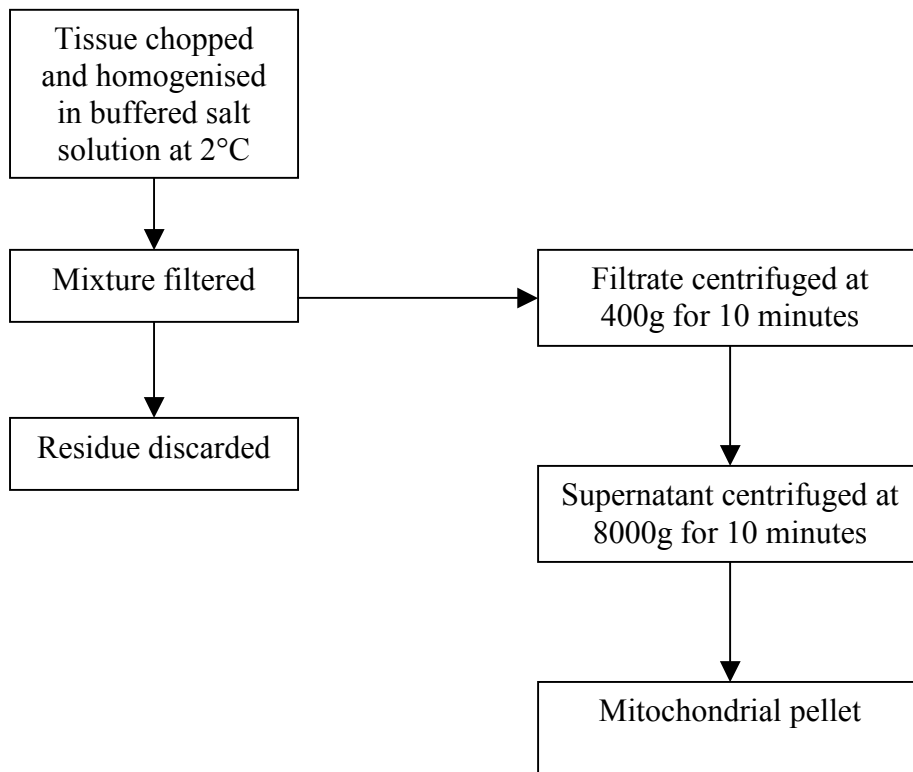 Tissue chopped
and homogenised
in buffered salt
solution at 2°C
Mixture filtered
Residue discarded
Filtrate centrifuged at
400g for 10 minutes
Supernatant centrifuged at
8000g for 10 minutes
Mitochondrial pellet